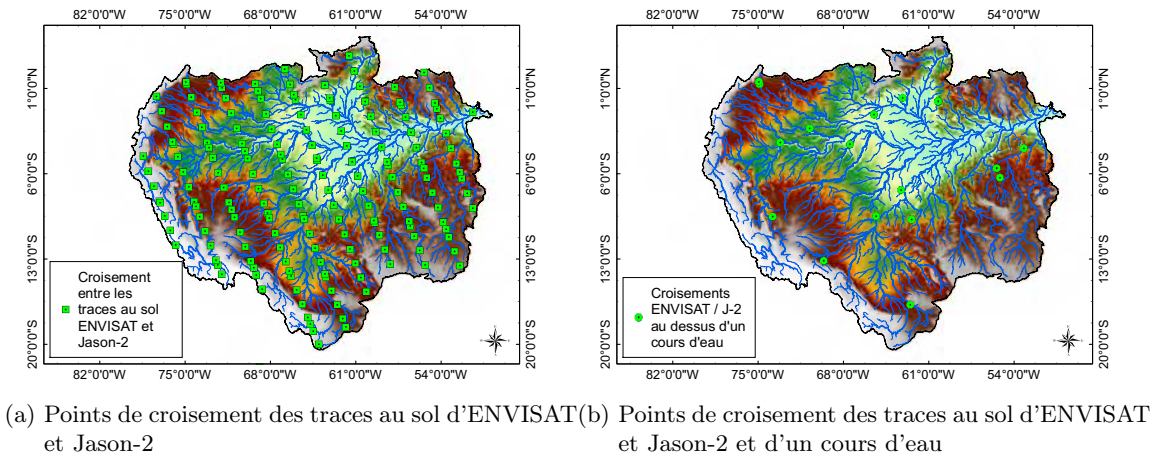 82°0'0"W 75°0'0"W 68°0'0"W 61°0'0"W 54°0'0"W
1°0'0"N
6°0'0"S
13°0'0"S
20°0'0"S
1°0'0"N
6°0'0"S
13°0'0"S
20°0'0"S
Croisement
entre les
traces au sol
ENVISAT et
Jason-2
82°0'0"W 75°0'0"W 68°0'0"W 61°0'0"W 54°0'0"W
82°0'0"W 75°0'0"W 68°0'0"W 61°0'0"W 54°0'0"W
1°0'0"N
6°0'0"S
13°0'0"S
20°0'0"S
1°0'0"N
6°0'0"S
13°0'0"S
20°0'0"S
Croisements
ENVISAT / J-2
au dessus d'un
cours d'eau
82°0'0"W 75°0'0"W 68°0'0"W 61°0'0"W 54°0'0"W
(a) Points de croisement des traces au sol d'ENVISAT
et Jason-2
(b) Points de croisement des traces au sol d'ENVISAT
et Jason-2 et d'un cours d'eau